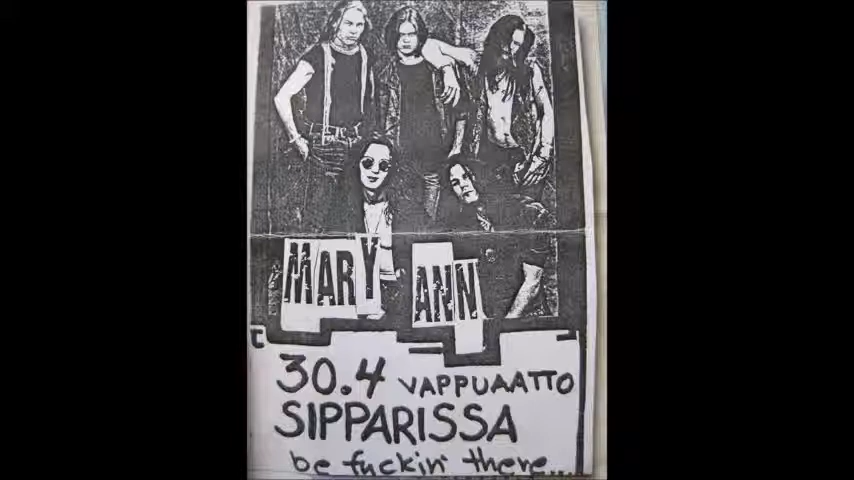 MARY ANN
30.4 VAPPUAATTO
SIPPARISSA
be fuckin' there...